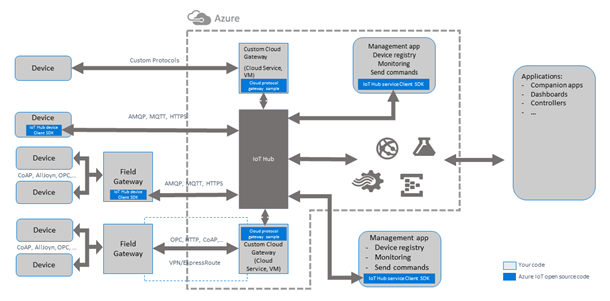 Azure
Device
Custom Protocols
Custom Cloud
Gateway
(Cloud Service,
VM)
Cloud protocol
gateway sample
Management app
Device registry
Monitoring
Send commands
IoT Hub serviceClient SDK
Applications:
- Companion apps
- Dashboards
- Controllers
- ...
Device
IoT Hub device
Client SDK
AMQP, MQTT, HTTPS
IoT Hub
Device
CoAP, AllJoyn, OPC,...
Device
Field
Gateway
IoT Hub device
Client SDK
AMQP, MQTT, HTTPS
Device
CoAP, AllJoyn, OPC, ...
Device
Field
Gateway
OPC, HTTP, CoAP,...
VPN/ExpressRoute
Cloud protocol
gateway sample
Custom Cloud
Gateway
(Cloud
Service, VM)
Management app
- Device registry
- Monitoring
- Send commands
IoT Hub serviceClient SDK
Your code
Azure IoT open source code